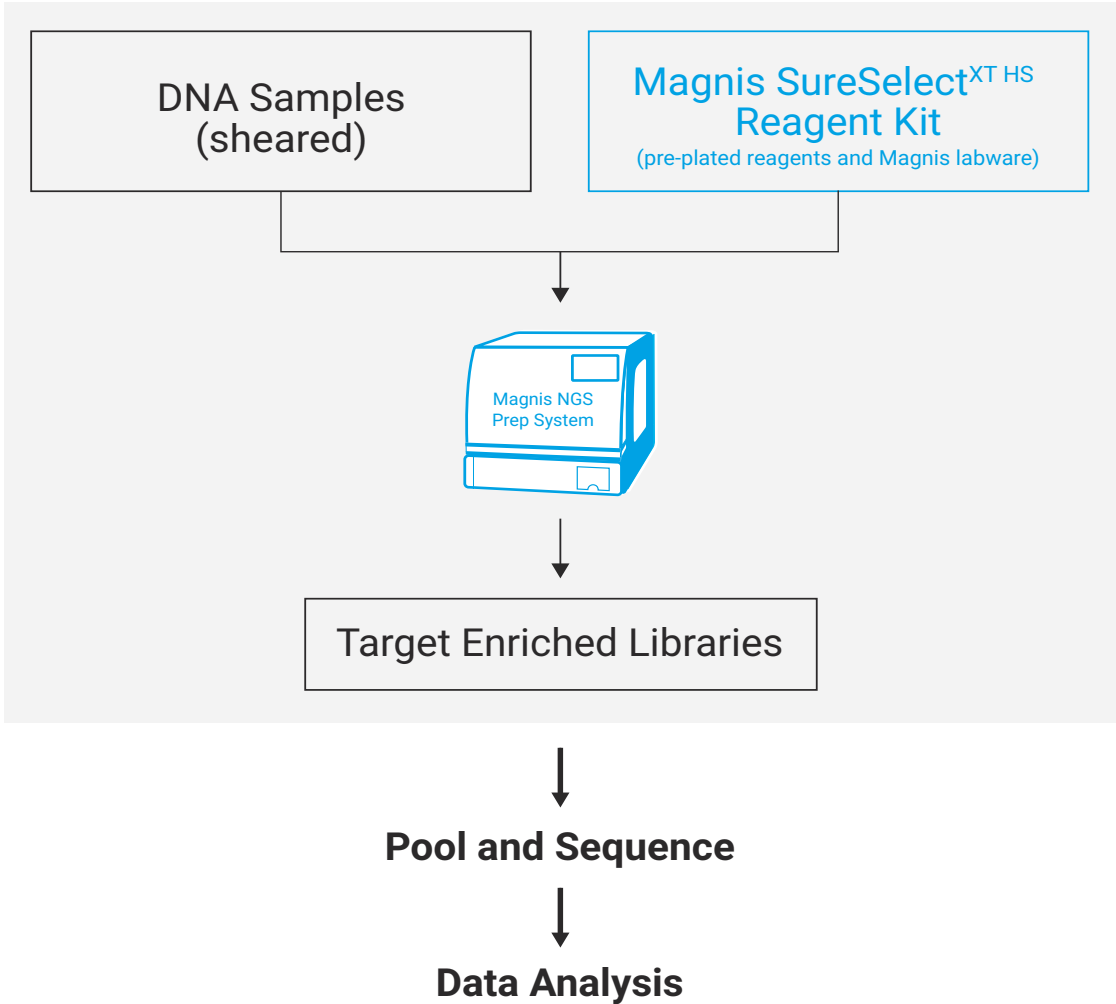 DNA Samples
(sheared)
Magnis SureSelectXT HS
Reagent Kit
(pre-plated reagents and Magnis labware)
Magnis NGS
Prep System
Target Enriched Libraries
Pool and Sequence
Data Analysis